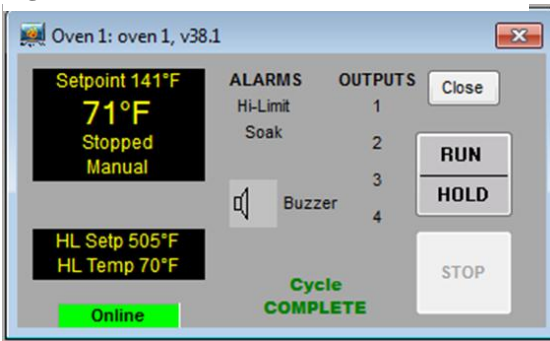 Oven 1: oven 1, v38.1
Setpoint 141°F
71°F
Stopped
Manual
HL Setp 505°F
HL Temp 70°F
Online
ALARMS
Hi-Limit
Soak
Buzzer
OUTPUTS
1
2
3
4
Cycle
COMPLETE
Close
RUN
HOLD
STOP